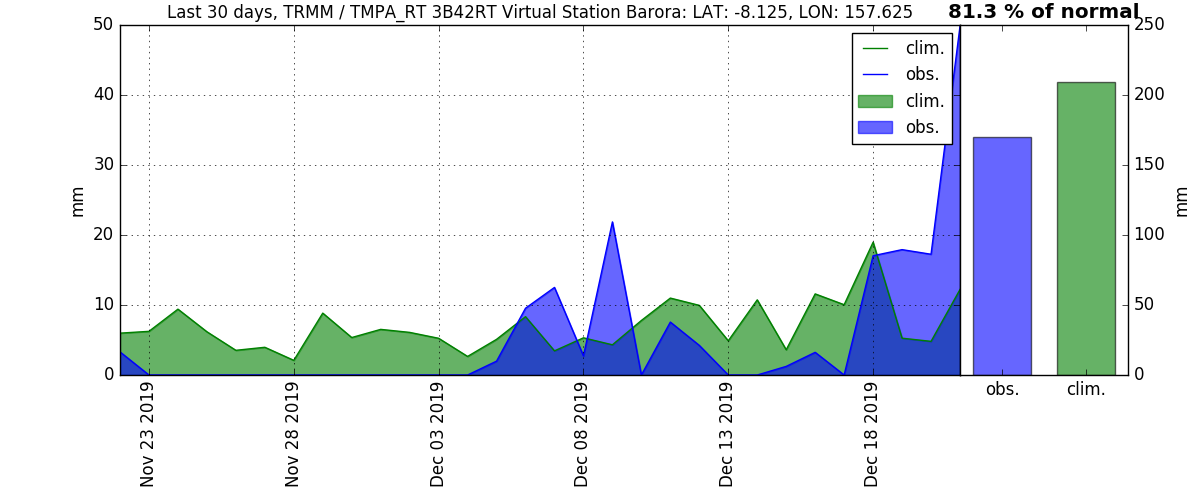 Last 30 days, TRMM / TMPA_RT 3B42RT Virtual Station Barora: LAT: -8.125, LON: 157.625
81.3 % of normal
50
40
30
20
10
0
mm
clim.
obs.
clim.
obs.
250
200
150
100
50
0
mm
Nov 23 2019
Nov 28 2019
Dec 03 2019
Dec 08 2019
Dec 13 2019
Dec 18 2019
obs.
clim.